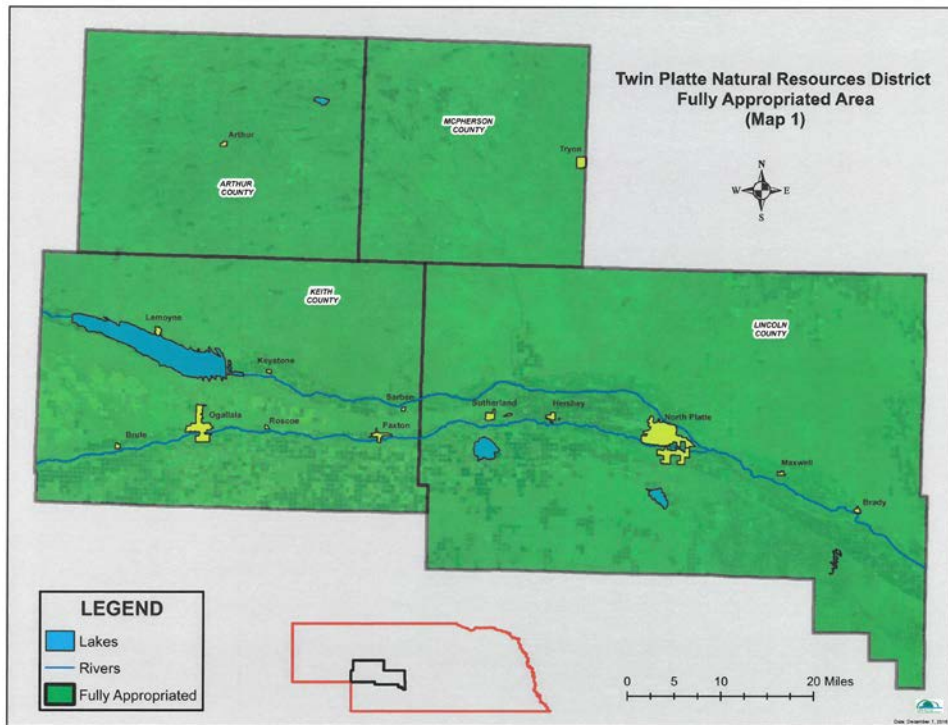 Twin Platte Natural Resources District
Fully Appropriated Area
(Map 1)
N
W
E
S
MCPHERSON
COUNTY
Arthur
Tryon
ARTHUR
COUNTY
KEITH
COUNTY
LINCOLN
COUNTY
Lemoyne
Keystone
Sarben
Sutherland
Hershey
North Platte
Ogallala
Roscoe
Paxton
Brule
Maxwell
Brady
LEGEND
Lakes
Rivers
Fully Appropriated
0 5 10 20 Miles